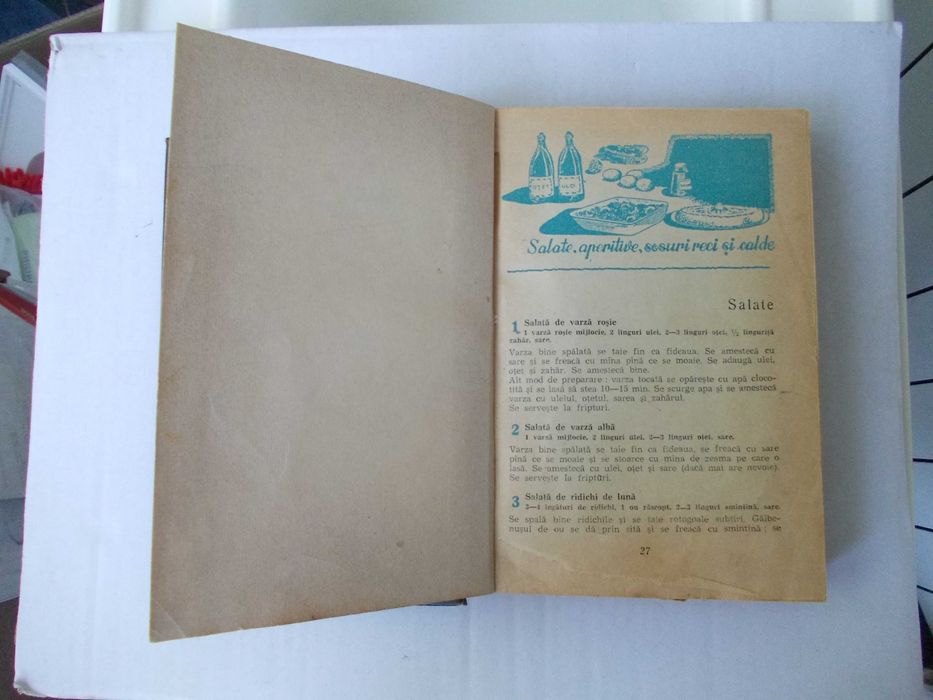 OȚET
ULEI
Salate, aperitive, sosuri reci și calde
Salate
1 Salată de varză roșie
1 varză roșie mijlocie, 2 linguri ulei, 2—3 linguri oțet, ½ linguriță
zahăr, sare.
Varza bine spălată se taie fin ca fideaua. Se amestecă cu
sare și se freacă cu mîna pînă ce se moaie. Se adaugă ulei,
oțet și zahăr. Se amestecă bine.
Alt mod de preparare : varza tocată se opărește cu apă cloco-
tită și se lasă să stea 10—15 min. Se scurge apa și se amestecă
varza cu uleiul, oțetul, sarea și zahărul.
Se servește la fripturi.
2 Salată de varză albă
1 varză mijlocie, 2 linguri ulei, 2—3 linguri oțet, sare.
Varza bine spălată se taie fin ca fideaua, se freacă cu sare
pînă ce se moaie și se stoarce cu mîna de zeama pe care o
lasă. Se amestecă cu ulei, oțet și sare (dacă mai are nevoie).
Se servește la fripturi.
3 Salată de ridichi de lună
3—4 legături de ridichi, 1 ou răscopt, 2—3 linguri smîntînă, sare.
Se spală bine ridichile și se taie rotogoale subțiri. Gălbe-
nușul de ou se dă prin sită și se freacă cu smîntînă ; se
27